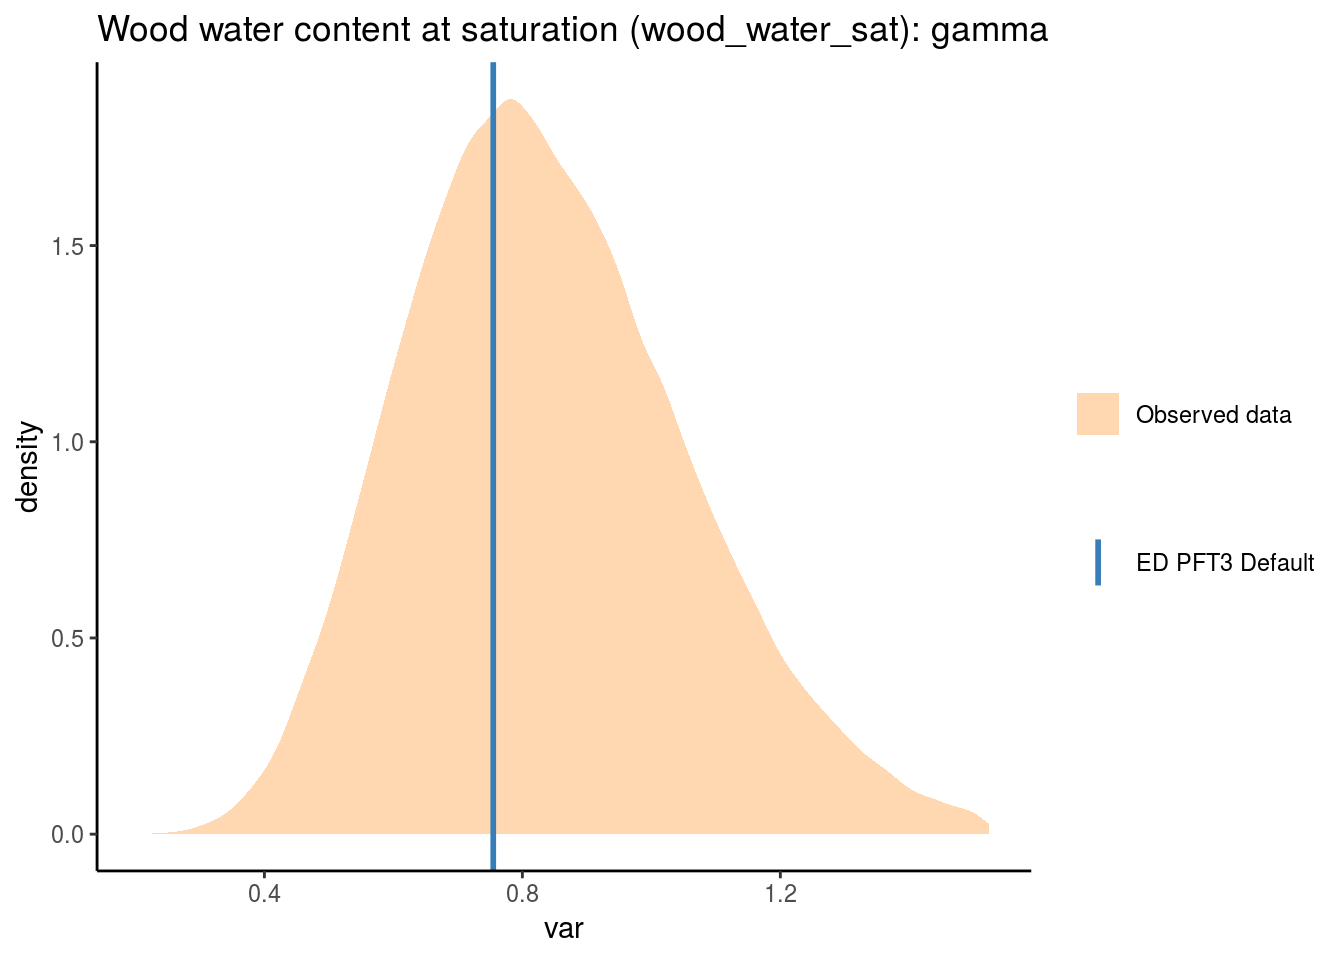 Wood water content at saturation (wood_water_sat): gamma
density
1.5
1.0
0.5
0.0
0.4 0.8 1.2
var
Observed data
ED PFT3 Default